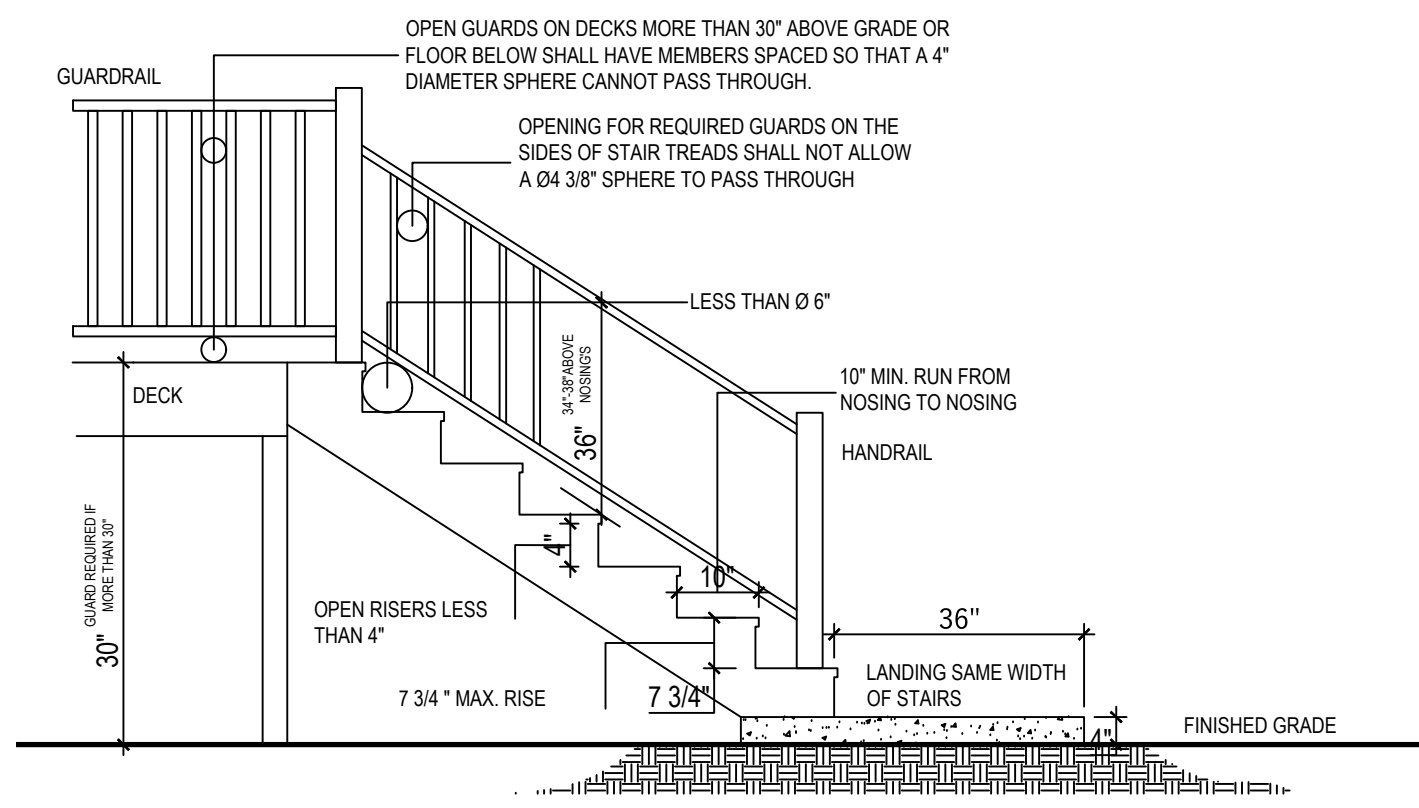 OPEN GUARDS ON DECKS MORE THAN 30" ABOVE GRADE OR
FLOOR BELOW SHALL HAVE MEMBERS SPACED SO THAT A 4"
DIAMETER SPHERE CANNOT PASS THROUGH.
GUARDRAIL
OPENING FOR REQUIRED GUARDS ON THE
SIDES OF STAIR TREADS SHALL NOT ALLOW
A Ø4 3/8" SPHERE TO PASS THROUGH
LESS THAN Ø 6"
34"-38"ABOVE
NOSING'S
36"
10" MIN. RUN FROM
NOSING TO NOSING
DECK
HANDRAIL
GUARD REQUIRED IF
MORE THAN 30"
30"
4"
10"
OPEN RISERS LESS
THAN 4"
36"
LANDING SAME WIDTH
OF STAIRS
7 3/4 " MAX. RISE
7 3/4"
FINISHED GRADE
4"